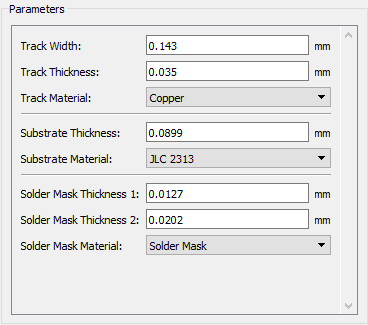 Parameters
Track Width: 0.143 mm
Track Thickness: 0.035 mm
Track Material: Copper
Substrate Thickness: 0.0899 mm
Substrate Material: JLC 2313
Solder Mask Thickness 1: 0.0127 mm
Solder Mask Thickness 2: 0.0202 mm
Solder Mask Material: Solder Mask